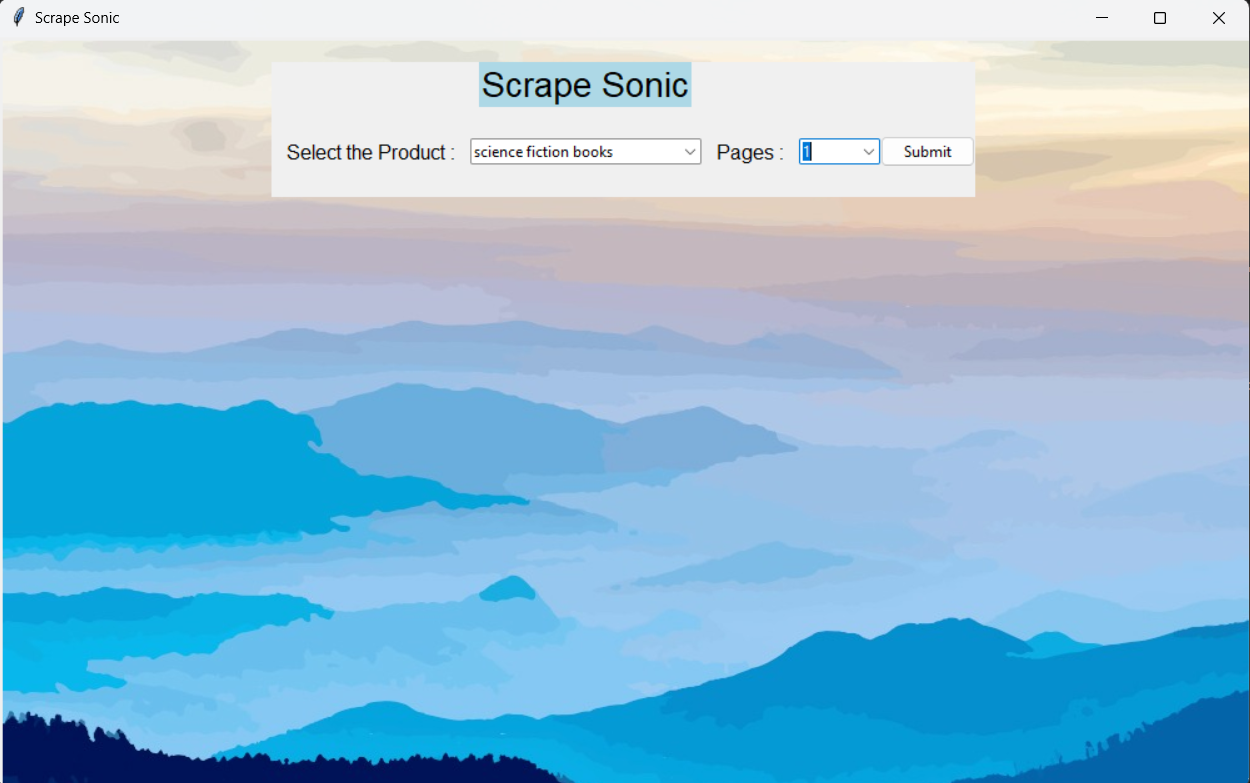 Scrape Sonic
Scrape Sonic
Select the Product : science fiction books Pages : 1 Submit